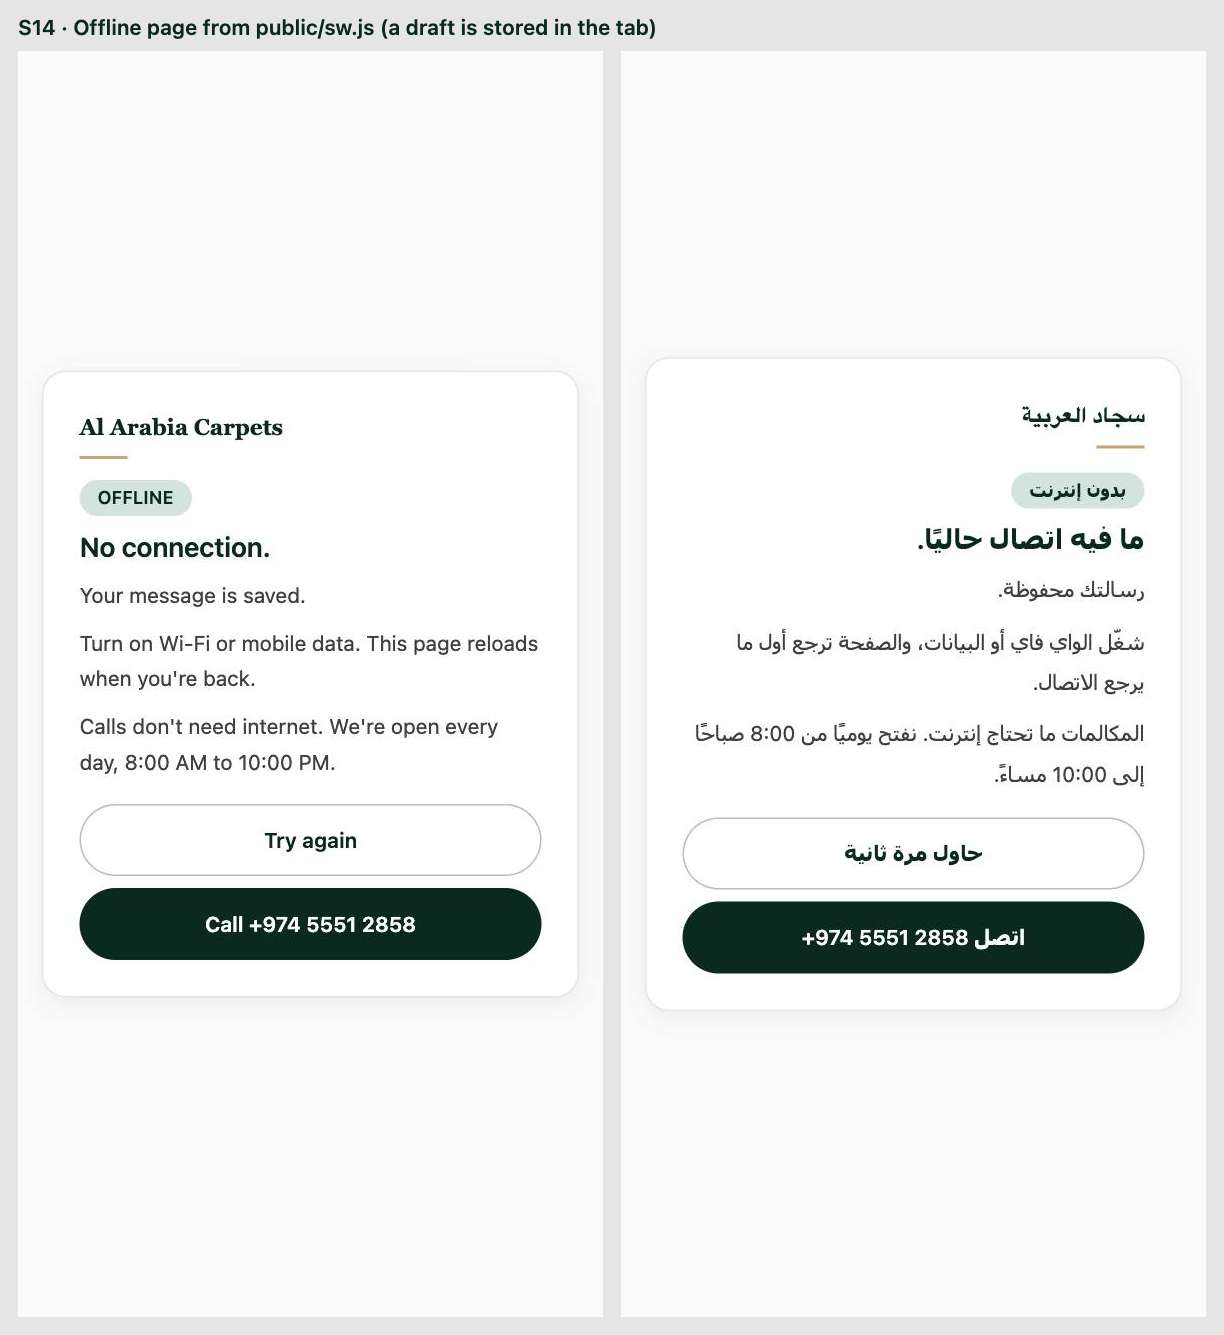 S14 · Offline page from public/sw.js (a draft is stored in the tab)
Al Arabia Carpets
OFFLINE
No connection.
Your message is saved.
Turn on Wi-Fi or mobile data. This page reloads
when you're back.
Calls don't need internet. We're open every
day, 8:00 AM to 10:00 PM.
Try again
Call +974 5551 2858
سجاد العربية
بدون إنترنت
ما فيه اتصال حاليًا.
رسالتك محفوظة.
شغّل الواي فاي أو البيانات، والصفحة ترجع أول ما
يرجع الاتصال.
المكالمات ما تحتاج إنترنت. نفتح يوميًا من 8:00 صباحًا
إلى 10:00 مساءً.
حاول مرة ثانية
اتصل ‎+974 5551 2858